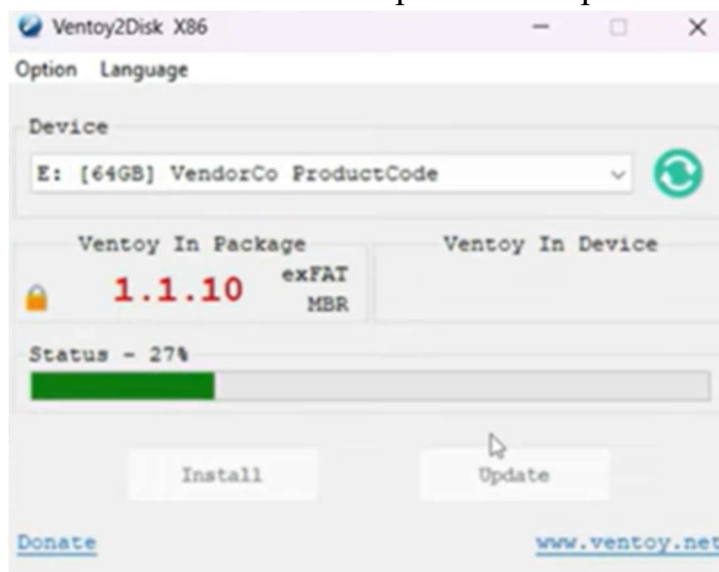 Ventoy2Disk X86
Option Language
Device
E: [64GB] VendorCo ProductCode
Ventoy In Package
Ventoy In Device
1.1.10
exFAT
MBR
Status - 27%
Install
Update
Donate
www.ventoy.net